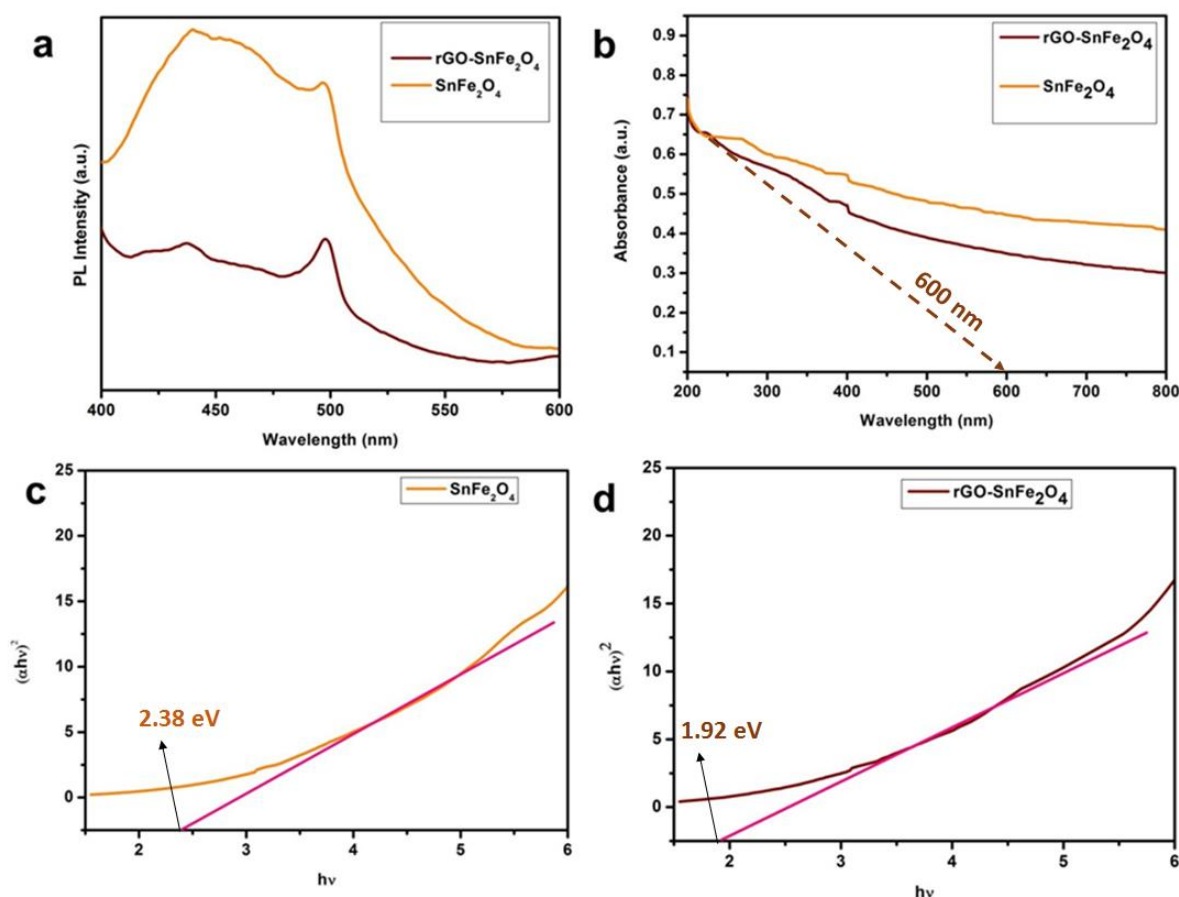 a
rGO-SnFe₂O₄
SnFe₂O₄
PL Intensity (a.u.)
400 450 500 550 600
Wavelength (nm)
b
rGO-SnFe₂O₄
SnFe₂O₄
Absorbance (a.u.)
0.9
0.8
0.7
0.6
0.5
0.4
0.3
0.2
0.1
600 nm
200 300 400 500 600 700 800
Wavelength (nm)
c
SnFe₂O₄
(αhν)²
25
20
15
10
5
0
2.38 eV
2 3 4 5 6
hν
d
rGO-SnFe₂O₄
(αhν)²
25
20
15
10
5
0
1.92 eV
2 3 4 5 6
hν